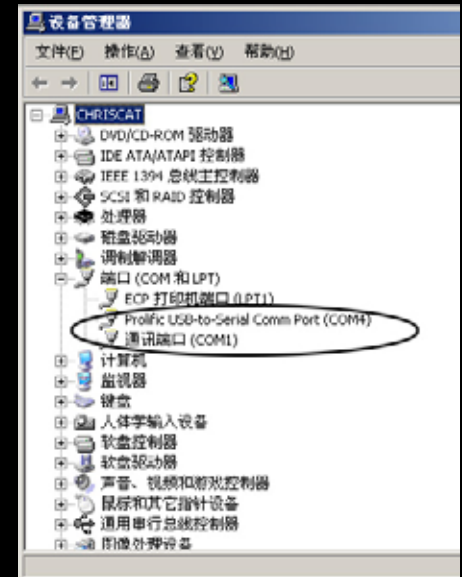 设备管理器
文件(F) 操作(A) 查看(V) 帮助(H)
CHRISCAT
DVD/CD-ROM 驱动器
IDE ATA/ATAPI 控制器
IEEE 1394 总线主控制器
SCSI 和 RAID 控制器
处理器
磁盘驱动器
调制解调器
端口 (COM 和 LPT)
ECP 打印机端口 (LPT1)
Prolific USB-to-Serial Comm Port (COM4)
通讯端口 (COM1)
计算机
监视器
键盘
人体学输入设备
软盘控制器
软盘驱动器
声音、视频和游戏控制器
鼠标和其它指针设备
通用串行总线控制器
图像处理设备